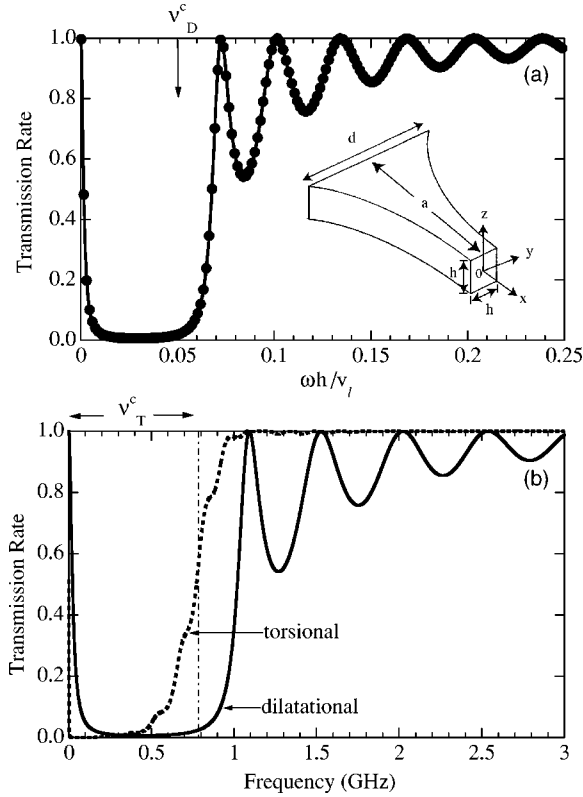 ν_D^c
1.0
0.8
0.6
0.4
0.2
0.0
Transmission Rate
(a)
d
a
z
y
h
0
x
h
0
0.05
0.1
0.15
0.2
0.25
ωh/v_l
ν_T^c
1.0
0.8
0.6
0.4
0.2
0.0
Transmission Rate
(b)
torsional
dilatational
0
0.5
1
1.5
2
2.5
3
Frequency (GHz)